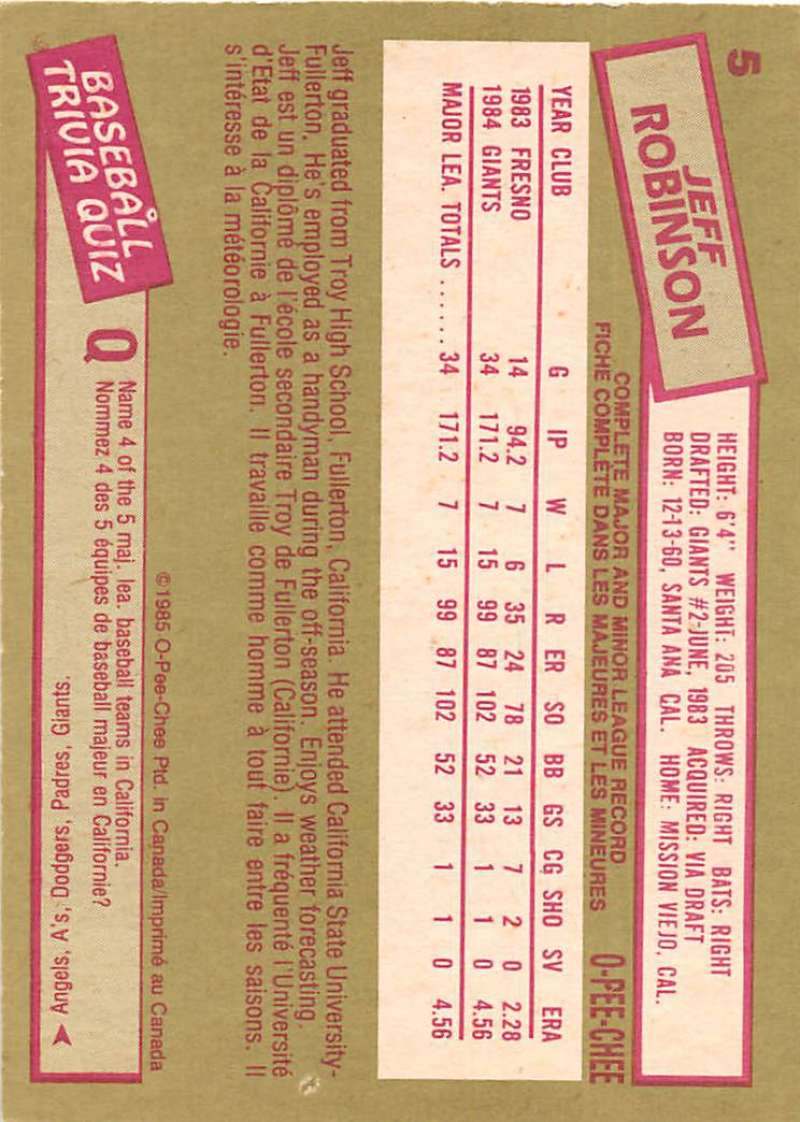 5
JEFF
ROBINSON
HEIGHT: 6'4" WEIGHT: 205 THROWS: RIGHT BATS: RIGHT
DRAFTED: GIANTS #2-JUNE, 1983 ACQUIRED: VIA DRAFT
BORN: 12-13-60, SANTA ANA CAL. HOME: MISSION VIEJO, CAL.
COMPLETE MAJOR AND MINOR LEAGUE RECORD
FICHE COMPLÈTE DANS LES MAJEURES ET LES MINEURES
O-PEE-CHEE
YEAR CLUB G IP W L R ER SO BB GS CG SHO SV ERA
1983 FRESNO 14 94.2 7 6 35 24 78 21 13 7 2 0 2.28
1984 GIANTS 34 171.2 7 15 99 87 102 52 33 1 1 0 4.56
MAJOR LEA. TOTALS ...... 34 171.2 7 15 99 87 102 52 33 1 1 0 4.56
Jeff graduated from Troy High School, Fullerton, California. He attended California State University-
Fullerton. He's employed as a handyman during the off-season. Enjoys weather forecasting.
Jeff est un diplômé de l'école secondaire Troy de Fullerton (Californie). Il a fréquenté l'Université
d'Etat de la Californie à Fullerton. Il travaille comme homme à tout faire entre les saisons. Il
s'intéresse à la météorologie.
©1985 O-Pee-Chee Ptd. in Canada/Imprimé au Canada
BASEBALL
TRIVIA QUIZ
Q
Name 4 of the 5 maj. lea. baseball teams in California.
Nommez 4 des 5 équipes de baseball majeur en Californie?
Angels, A's, Dodgers, Padres, Giants.